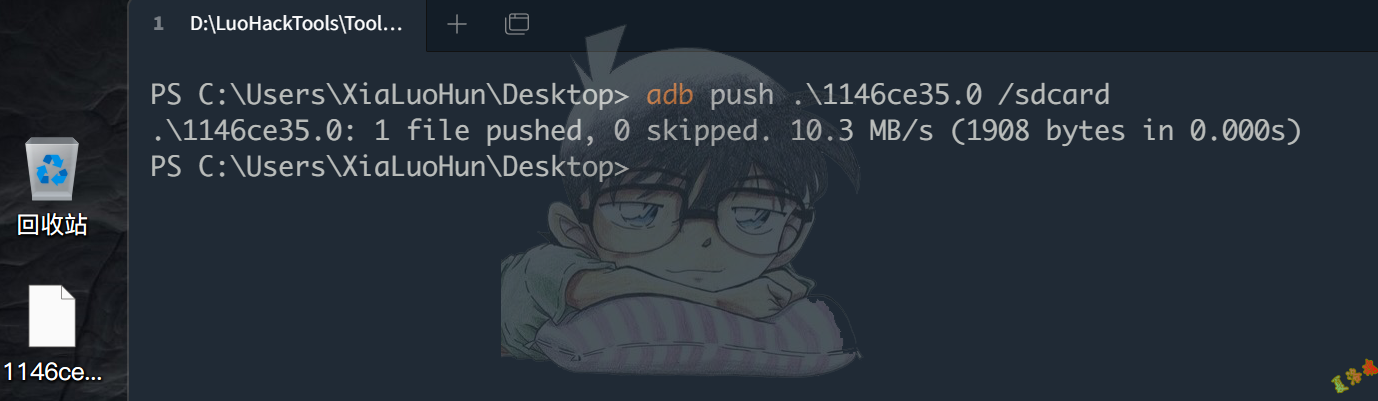 1 D:\LuoHackTools\Tool...
PS C:\Users\XiaLuoHun\Desktop> adb push .\1146ce35.0 /sdcard
.\1146ce35.0: 1 file pushed, 0 skipped. 10.3 MB/s (1908 bytes in 0.000s)
PS C:\Users\XiaLuoHun\Desktop>
回收站
1146ce...